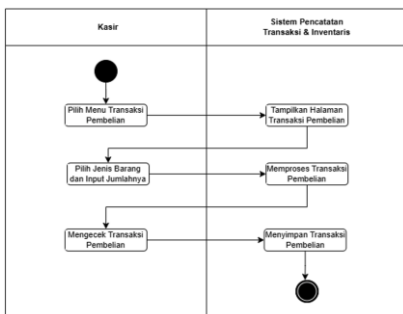 Kasir
Sistem Pencatatan
Transaksi & Inventaris
Pilih Menu Transaksi
Pembelian
Tampilkan Halaman
Transaksi Pembelian
Pilih Jenis Barang
dan Input Jumlahnya
Memproses Transaksi
Pembelian
Mengecek Transaksi
Pembelian
Menyimpan Transaksi
Pembelian